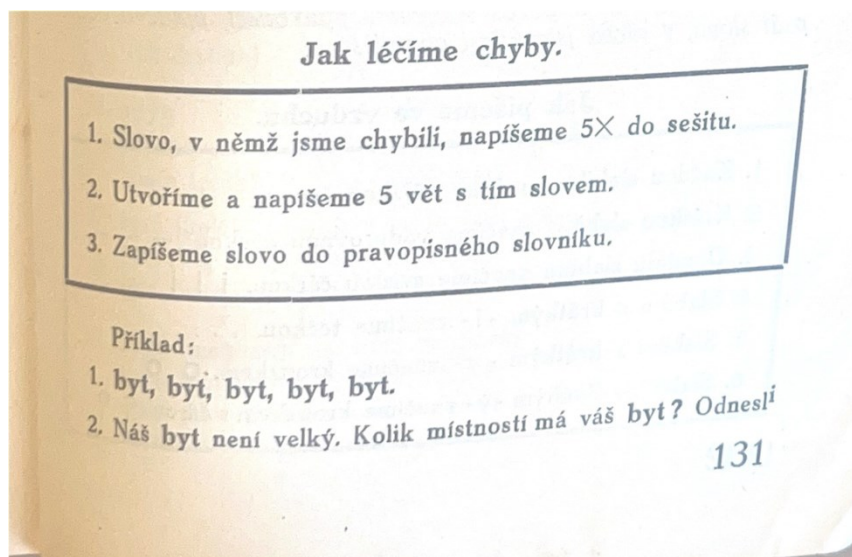 Jak léčíme chyby.
1. Slovo, v němž jsme chybili, napíšeme 5× do sešitu.
2. Utvoříme a napíšeme 5 vět s tím slovem.
3. Zapíšeme slovo do pravopisného slovníku.
Příklad:
1. byt, byt, byt, byt, byt.
2. Náš byt není velký. Kolik místností má váš byt? Odnesli
131